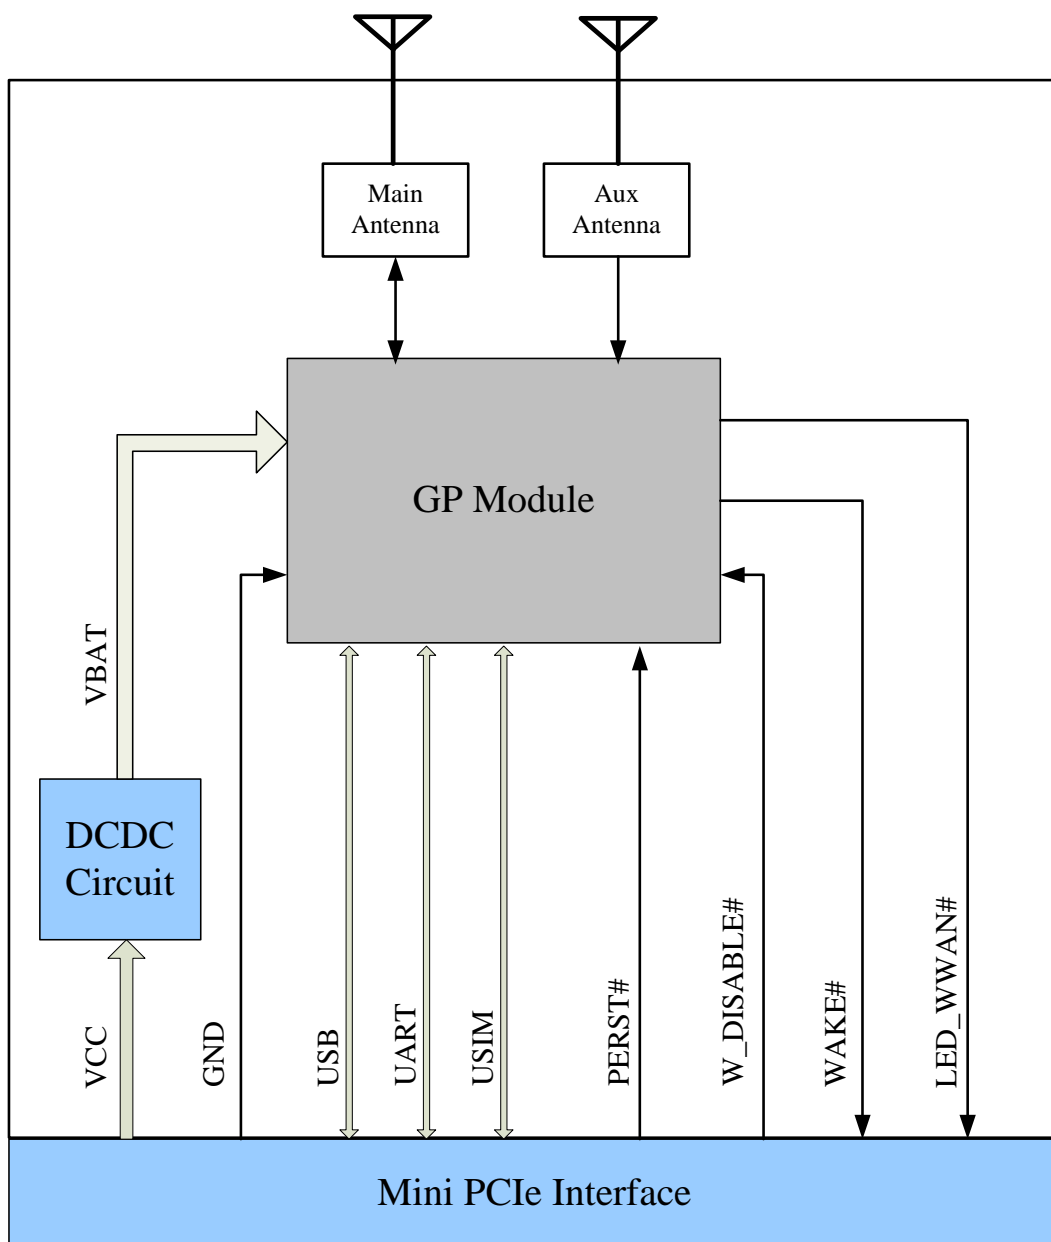 Main
Antenna
Aux
Antenna
GP Module
VBAT
DCDC
Circuit
VCC
GND
USB
UART
USIM
PERST#
W_DISABLE#
WAKE#
LED_WWAN#
Mini PCIe Interface